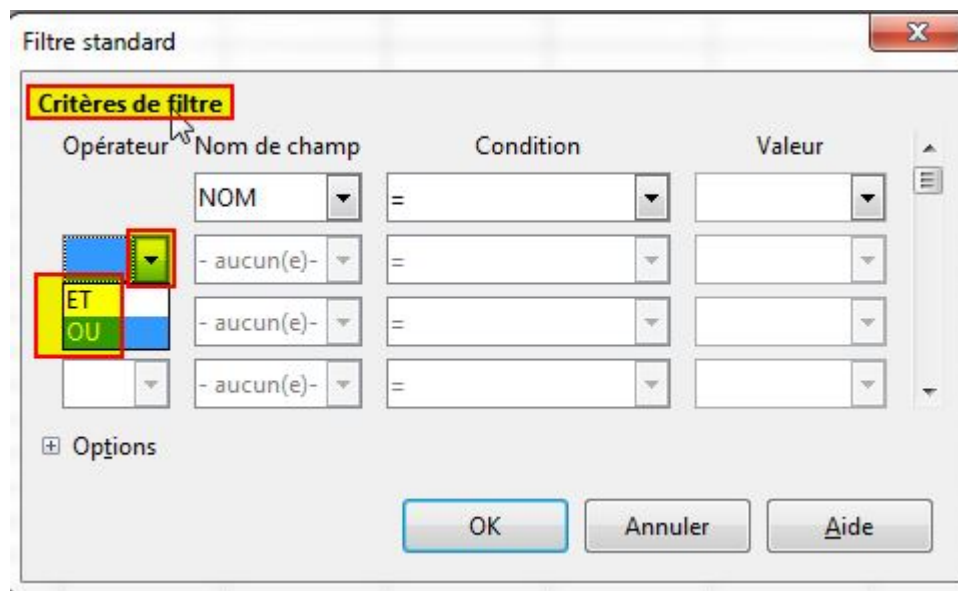 Filtre standard
Critères de filtre
Opérateur Nom de champ Condition Valeur
NOM =
- aucun(e)- =
ET
OU
- aucun(e)- =
- aucun(e)- =
Options
OK Annuler Aide